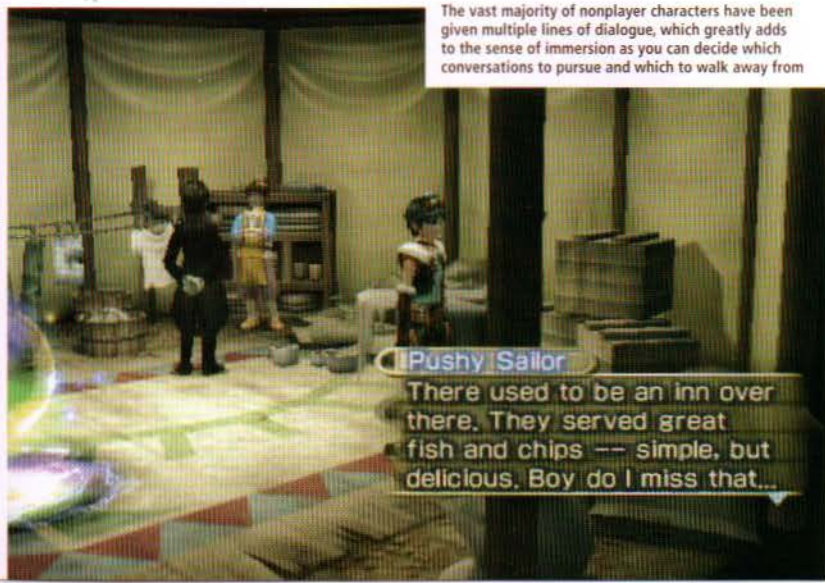 The vast majority of nonplayer characters have been
given multiple lines of dialogue, which greatly adds
to the sense of immersion as you can decide which
conversations to pursue and which to walk away from
Pushy Sailor
There used to be an inn over
there. They served great
fish and chips -- simple, but
delicious. Boy do I miss that...